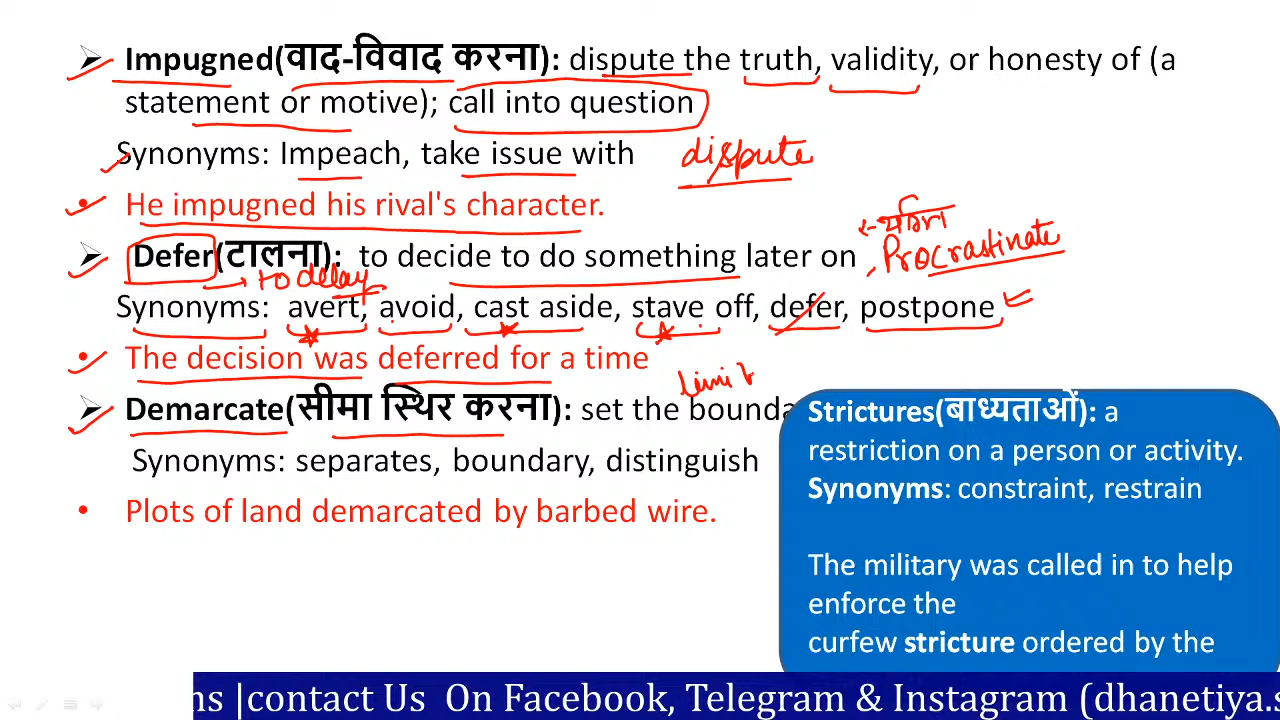 Impugned(वाद-विवाद करना): dispute the truth, validity, or honesty of (a
statement or motive); call into question
Synonyms: Impeach, take issue with dispute
• He impugned his rival's character.
Defer(टालना): to decide to do something later on Procrastinate
to delay
Synonyms: avert, avoid, cast aside, stave off, defer, postpone
• The decision was deferred for a time
limit
Demarcate(सीमा स्थिर करना): set the bounda
Synonyms: separates, boundary, distinguish
• Plots of land demarcated by barbed wire.
Strictures(बाध्यताओं): a
restriction on a person or activity.
Synonyms: constraint, restrain
The military was called in to help
enforce the
curfew stricture ordered by the
ns |contact Us On Facebook, Telegram & Instagram (dhanetiya.s